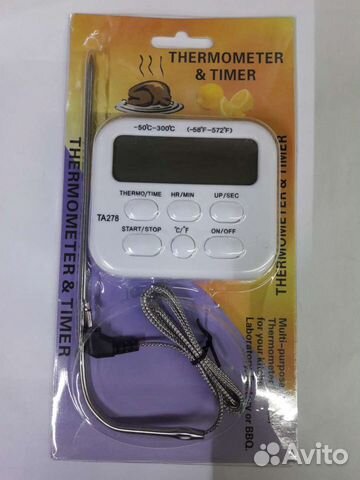 THERMOMETER
& TIMER
-50°C-300°C (-58°F-572°F)
THERMO/TIME HR/MIN UP/SEC
TA278
START/STOP °C/°F ON/OFF
THERMOMETER & TIMER
THERMOMETER & TIMER
Multi-purpose
Thermometer
for your kitchen
Laboratory, or BBQ.
Avito